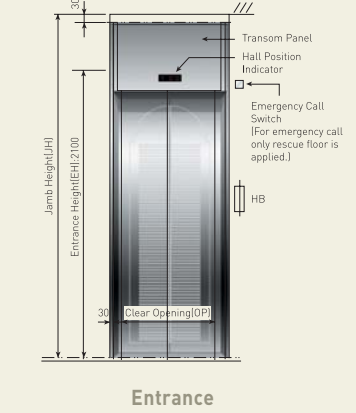 30
Transom Panel
Hall Position
Indicator
Emergency Call
Switch
(For emergency call
only rescue floor is
applied.)
Jamb Height(JH)
Entrance Height(EH):2100
HB
30
Clear Opening(OP)
Entrance